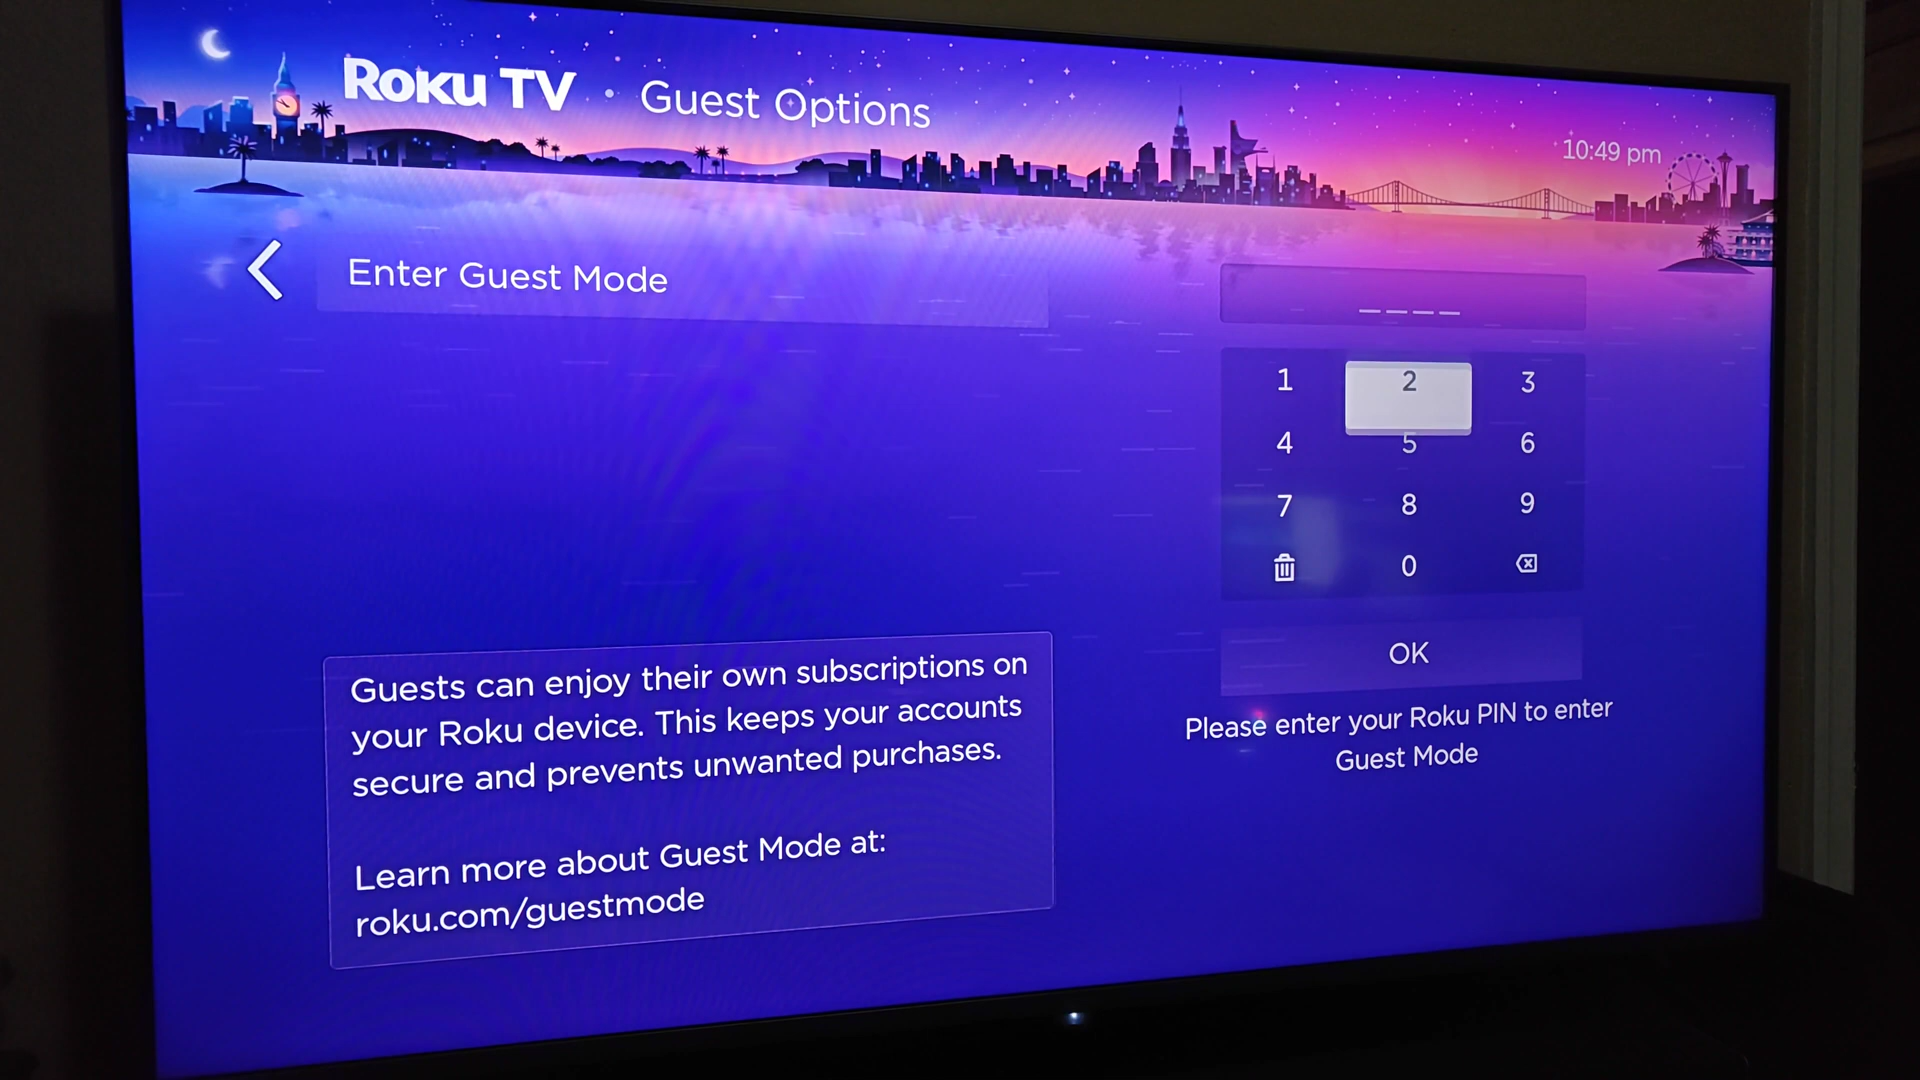 Roku TV • Guest Options
10:49 pm
Enter Guest Mode
1 2 3
4 5 6
7 8 9
0
OK
Please enter your Roku PIN to enter
Guest Mode
Guests can enjoy their own subscriptions on
your Roku device. This keeps your accounts
secure and prevents unwanted purchases.
Learn more about Guest Mode at:
roku.com/guestmode